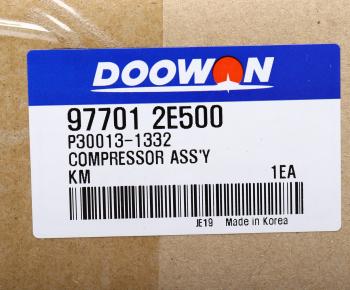 DOOWON
97701 2E500
P30013-1332
COMPRESSOR ASS'Y
KM 1EA
JE19 Made in Korea